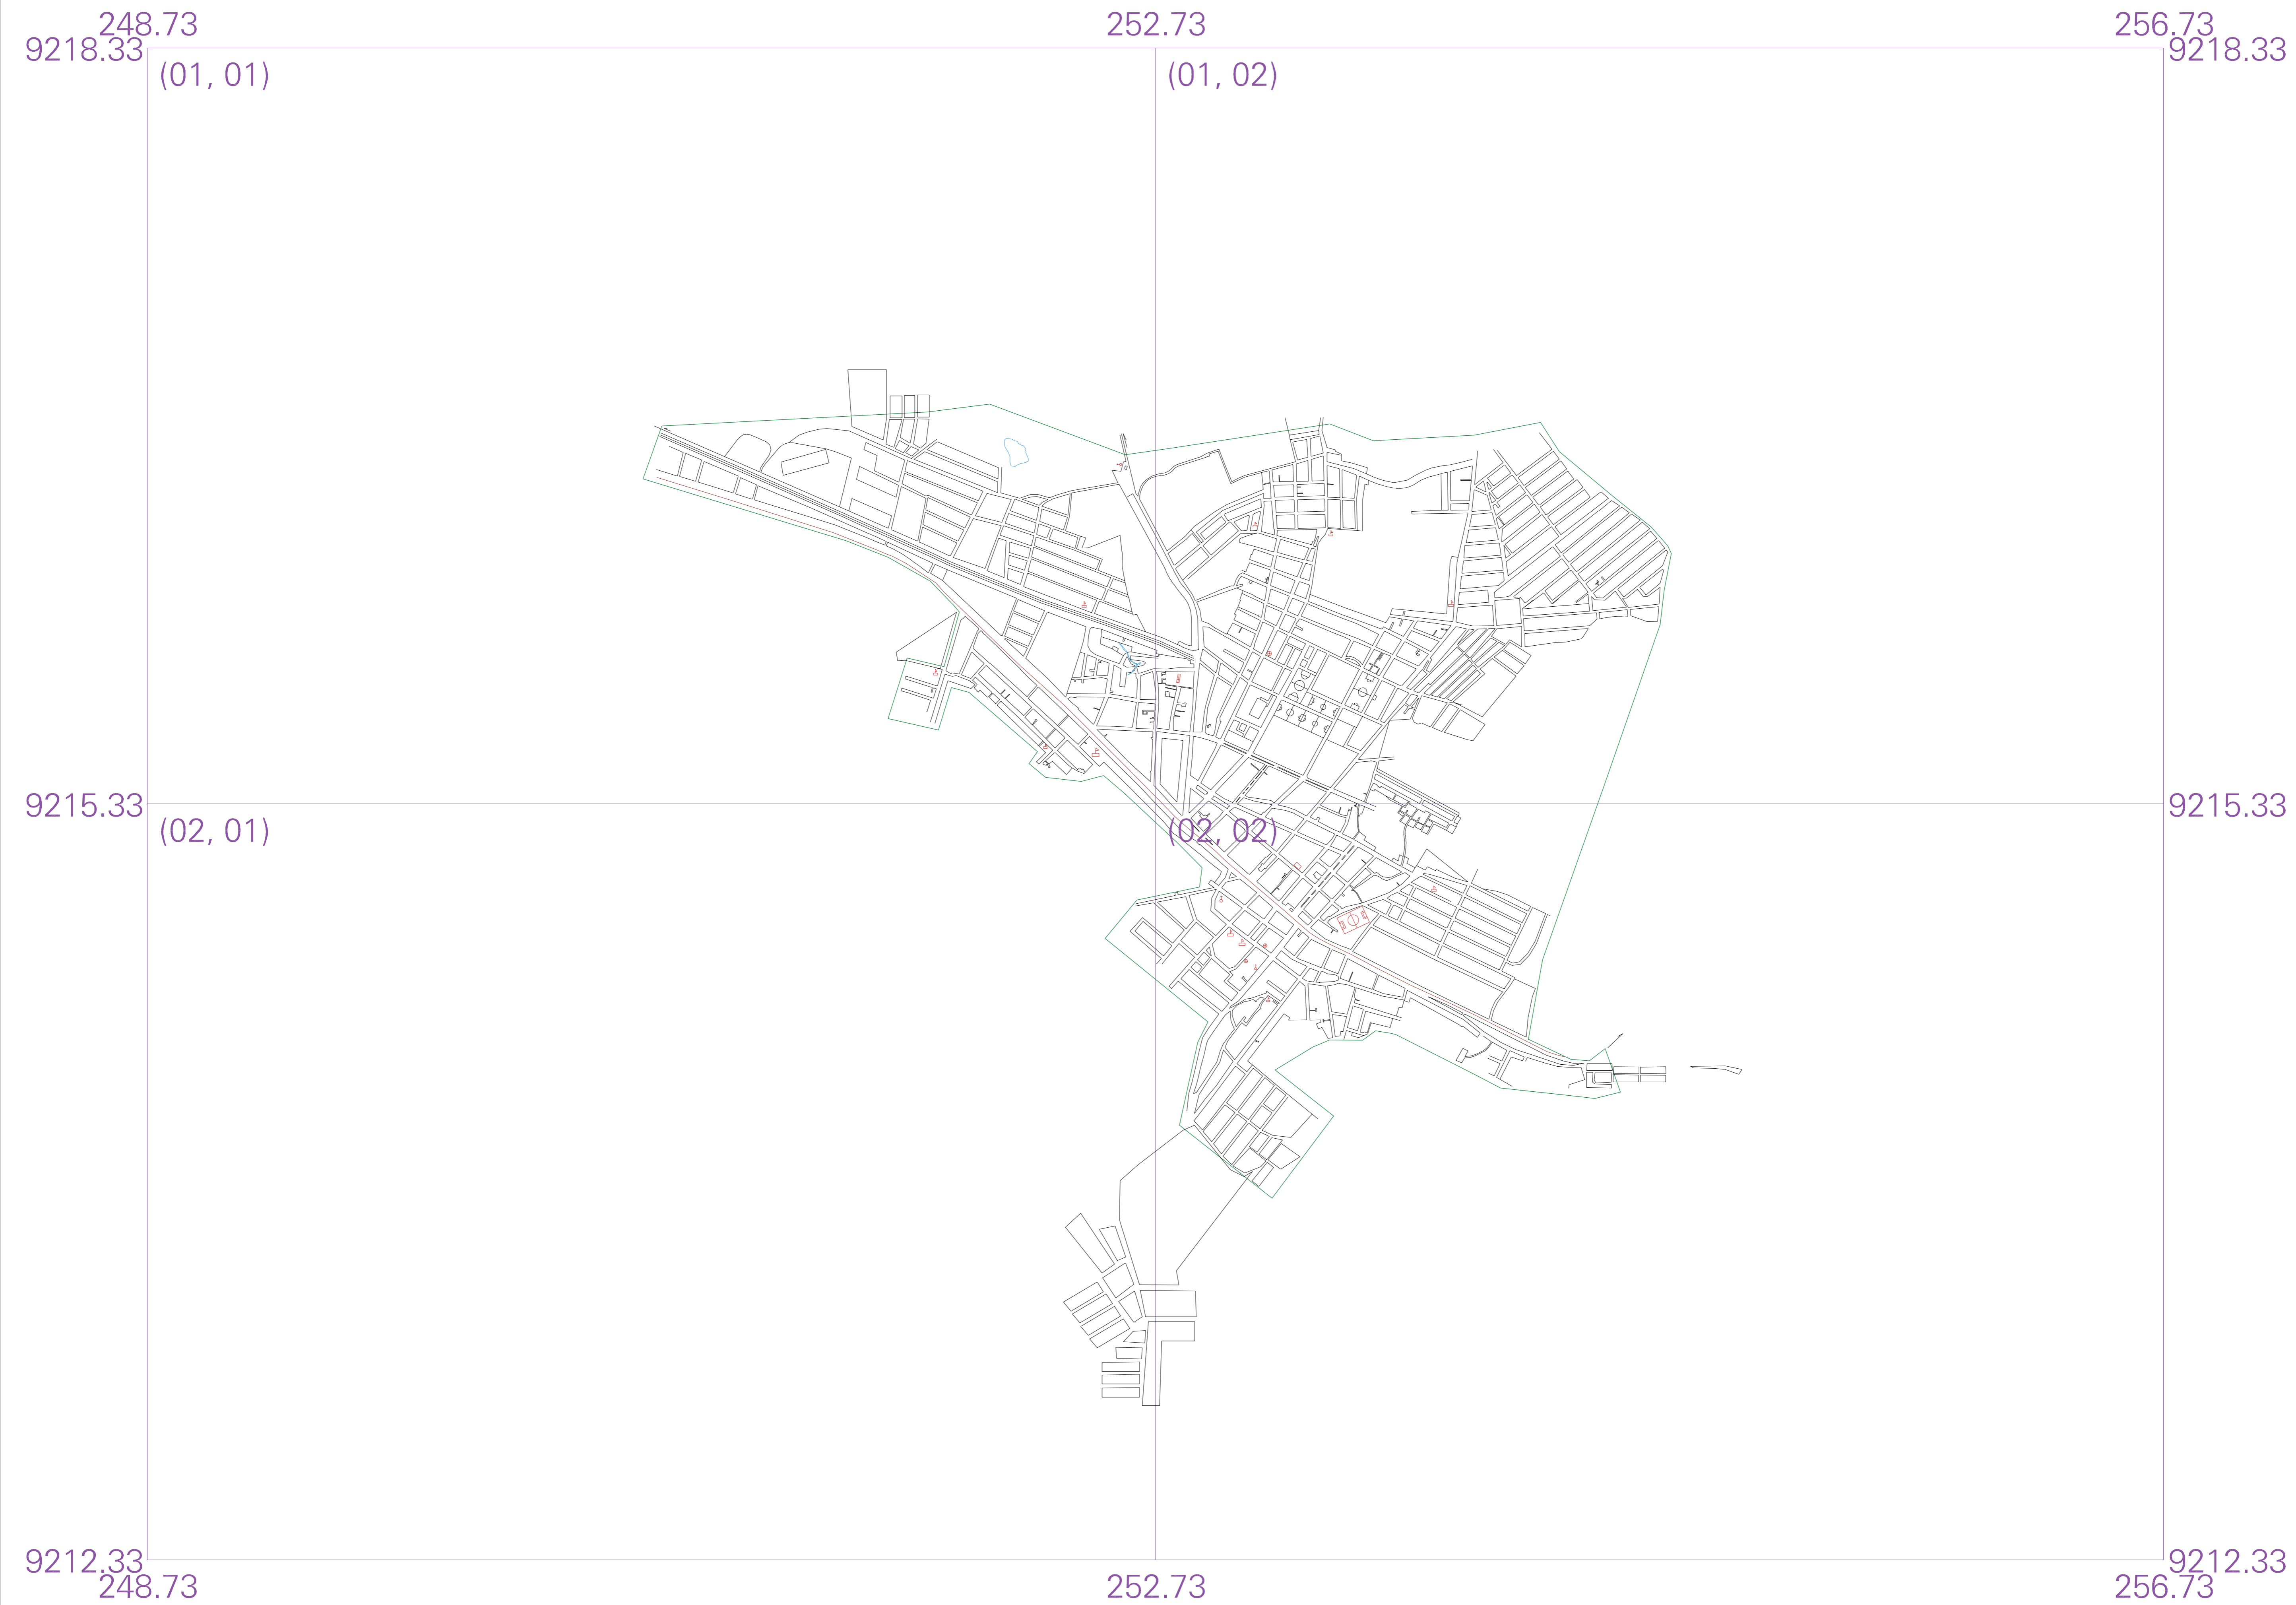 248.73 252.73 256.73
9218.33 9218.33
(01, 01) (01, 02)
9215.33 9215.33
(02, 01) (02, 02)
9212.33 9212.33
248.73 252.73 256.73